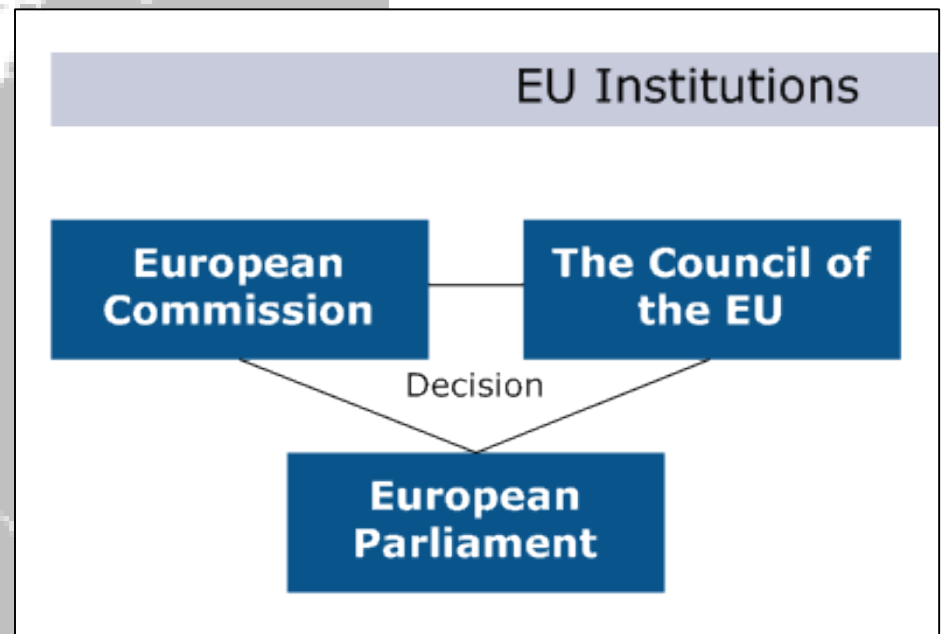 EU Institutions
European
Commission
The Council of
the EU
Decision
European
Parliament